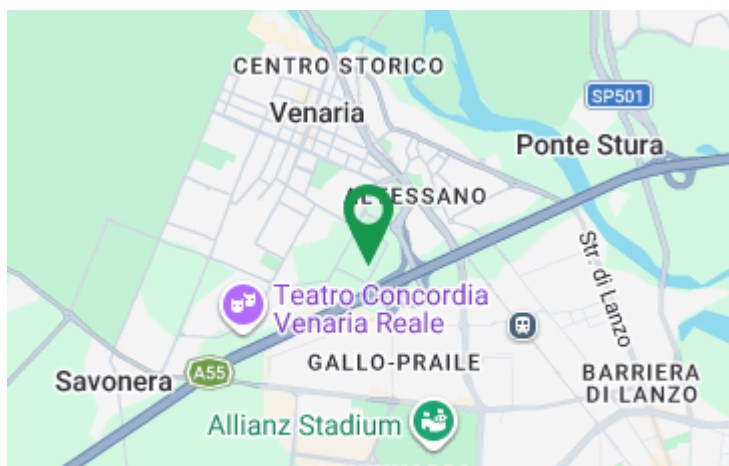 CENTRO STORICO
Venaria
SP501
Ponte Stura
ALTESSANO
Str. di Lanzo
Teatro Concordia
Venaria Reale
GALLO-PRAILE
BARRIERA
DI LANZO
Savonera
A55
Allianz Stadium